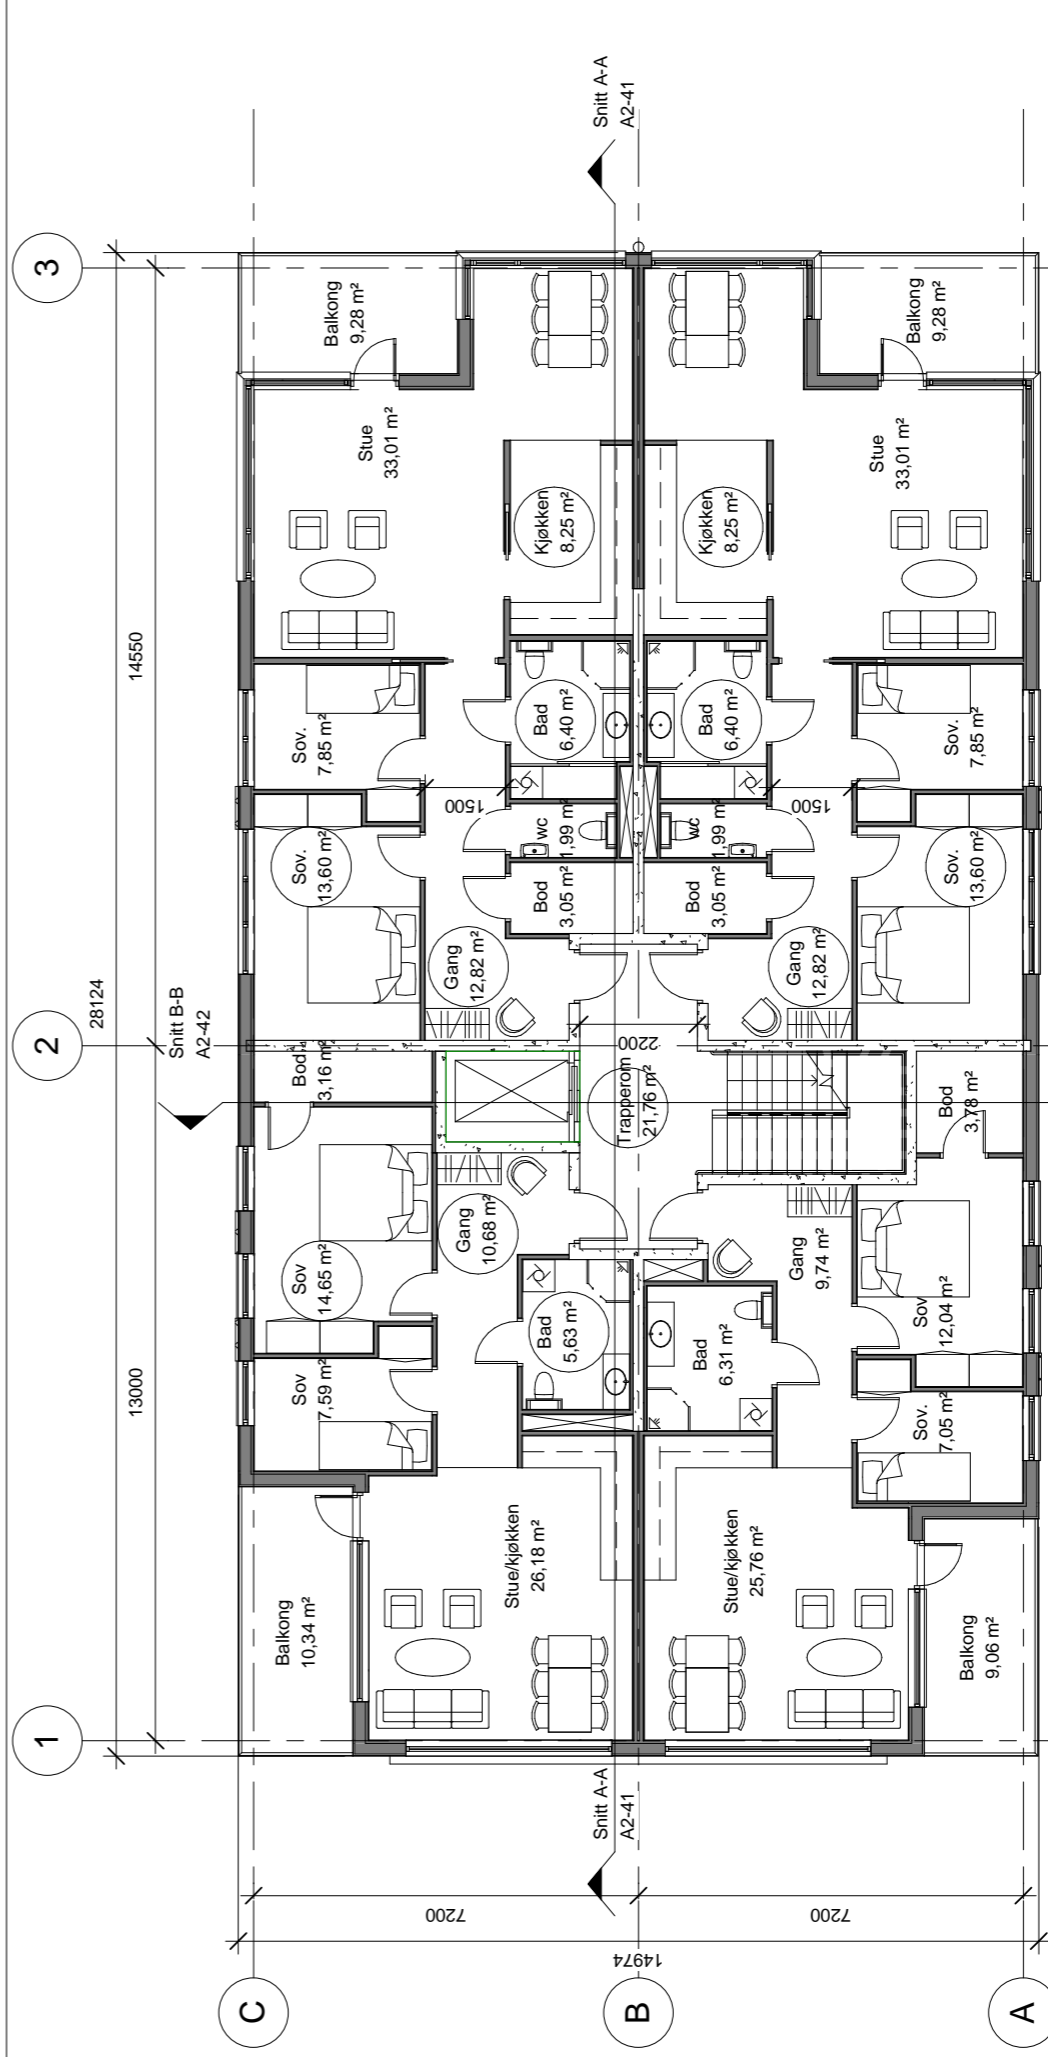 3
2
1
C
B
A
28124
14550
13000
Snitt A-A
A2-41
Snitt B-B
A2-42
Balkong
9,28 m²
Balkong
9,28 m²
Stue
33,01 m²
Stue
33,01 m²
Kjøkken
8,25 m²
Kjøkken
8,25 m²
Sov.
7,85 m²
Bad
6,40 m²
Bad
6,40 m²
Sov.
7,85 m²
1500
1500
Sov.
13,60 m²
wc
1,99 m²
wc
1,99 m²
Sov.
13,60 m²
Bod
3,05 m²
Bod
3,05 m²
Gang
12,82 m²
Gang
12,82 m²
2200
Bod
3,16 m²
Trapperom
21,76 m²
Bod
3,78 m²
Gang
10,68 m²
Gang
9,74 m²
Sov
14,65 m²
Bad
5,63 m²
Bad
6,31 m²
Sov
12,04 m²
Sov
7,59 m²
Sov.
7,05 m²
Stue/kjøkken
26,18 m²
Stue/kjøkken
25,76 m²
Balkong
10,34 m²
Balkong
9,06 m²
Snitt A-A
A2-41
7200
7200
14974